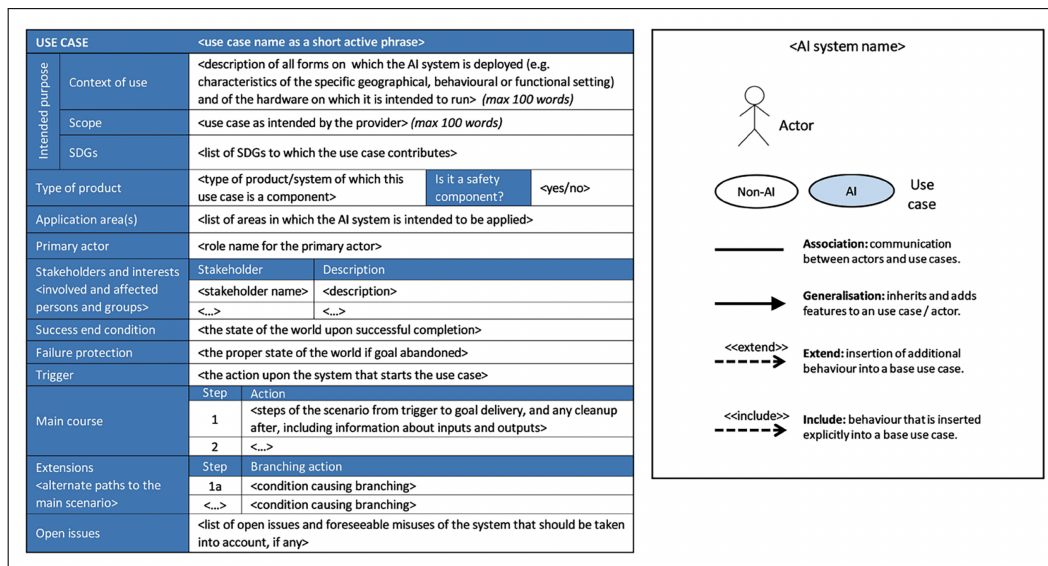 USE CASE <use case name as a short active phrase>
Intended purpose
Context of use
<description of all forms on which the AI system is deployed (e.g.
characteristics of the specific geographical, behavioural or functional setting)
and of the hardware on which it is intended to run> (max 100 words)
Scope <use case as intended by the provider> (max 100 words)
SDGs <list of SDGs to which the use case contributes>
Type of product
<type of product/system of which this
use case is a component>
Is it a safety
component?
<yes/no>
Application area(s) <list of areas in which the AI system is intended to be applied>
Primary actor <role name for the primary actor>
Stakeholders and interests
<involved and affected
persons and groups>
Stakeholder Description
<stakeholder name> <description>
<...> <...>
Success end condition <the state of the world upon successful completion>
Failure protection <the proper state of the world if goal abandoned>
Trigger <the action upon the system that starts the use case>
Main course
Step Action
1 <steps of the scenario from trigger to goal delivery, and any cleanup
after, including information about inputs and outputs>
2 <...>
Extensions
<alternate paths to the
main scenario>
Step Branching action
1a <condition causing branching>
<...> <condition causing branching>
Open issues
<list of open issues and foreseeable misuses of the system that should be taken
into account, if any>
<AI system name>
Actor
Non-AI AI
Use
case
Association: communication
between actors and use cases.
Generalisation: inherits and adds
features to an use case / actor.
<<extend>>
Extend: insertion of additional
behaviour into a base use case.
<<include>>
Include: behaviour that is inserted
explicitly into a base use case.